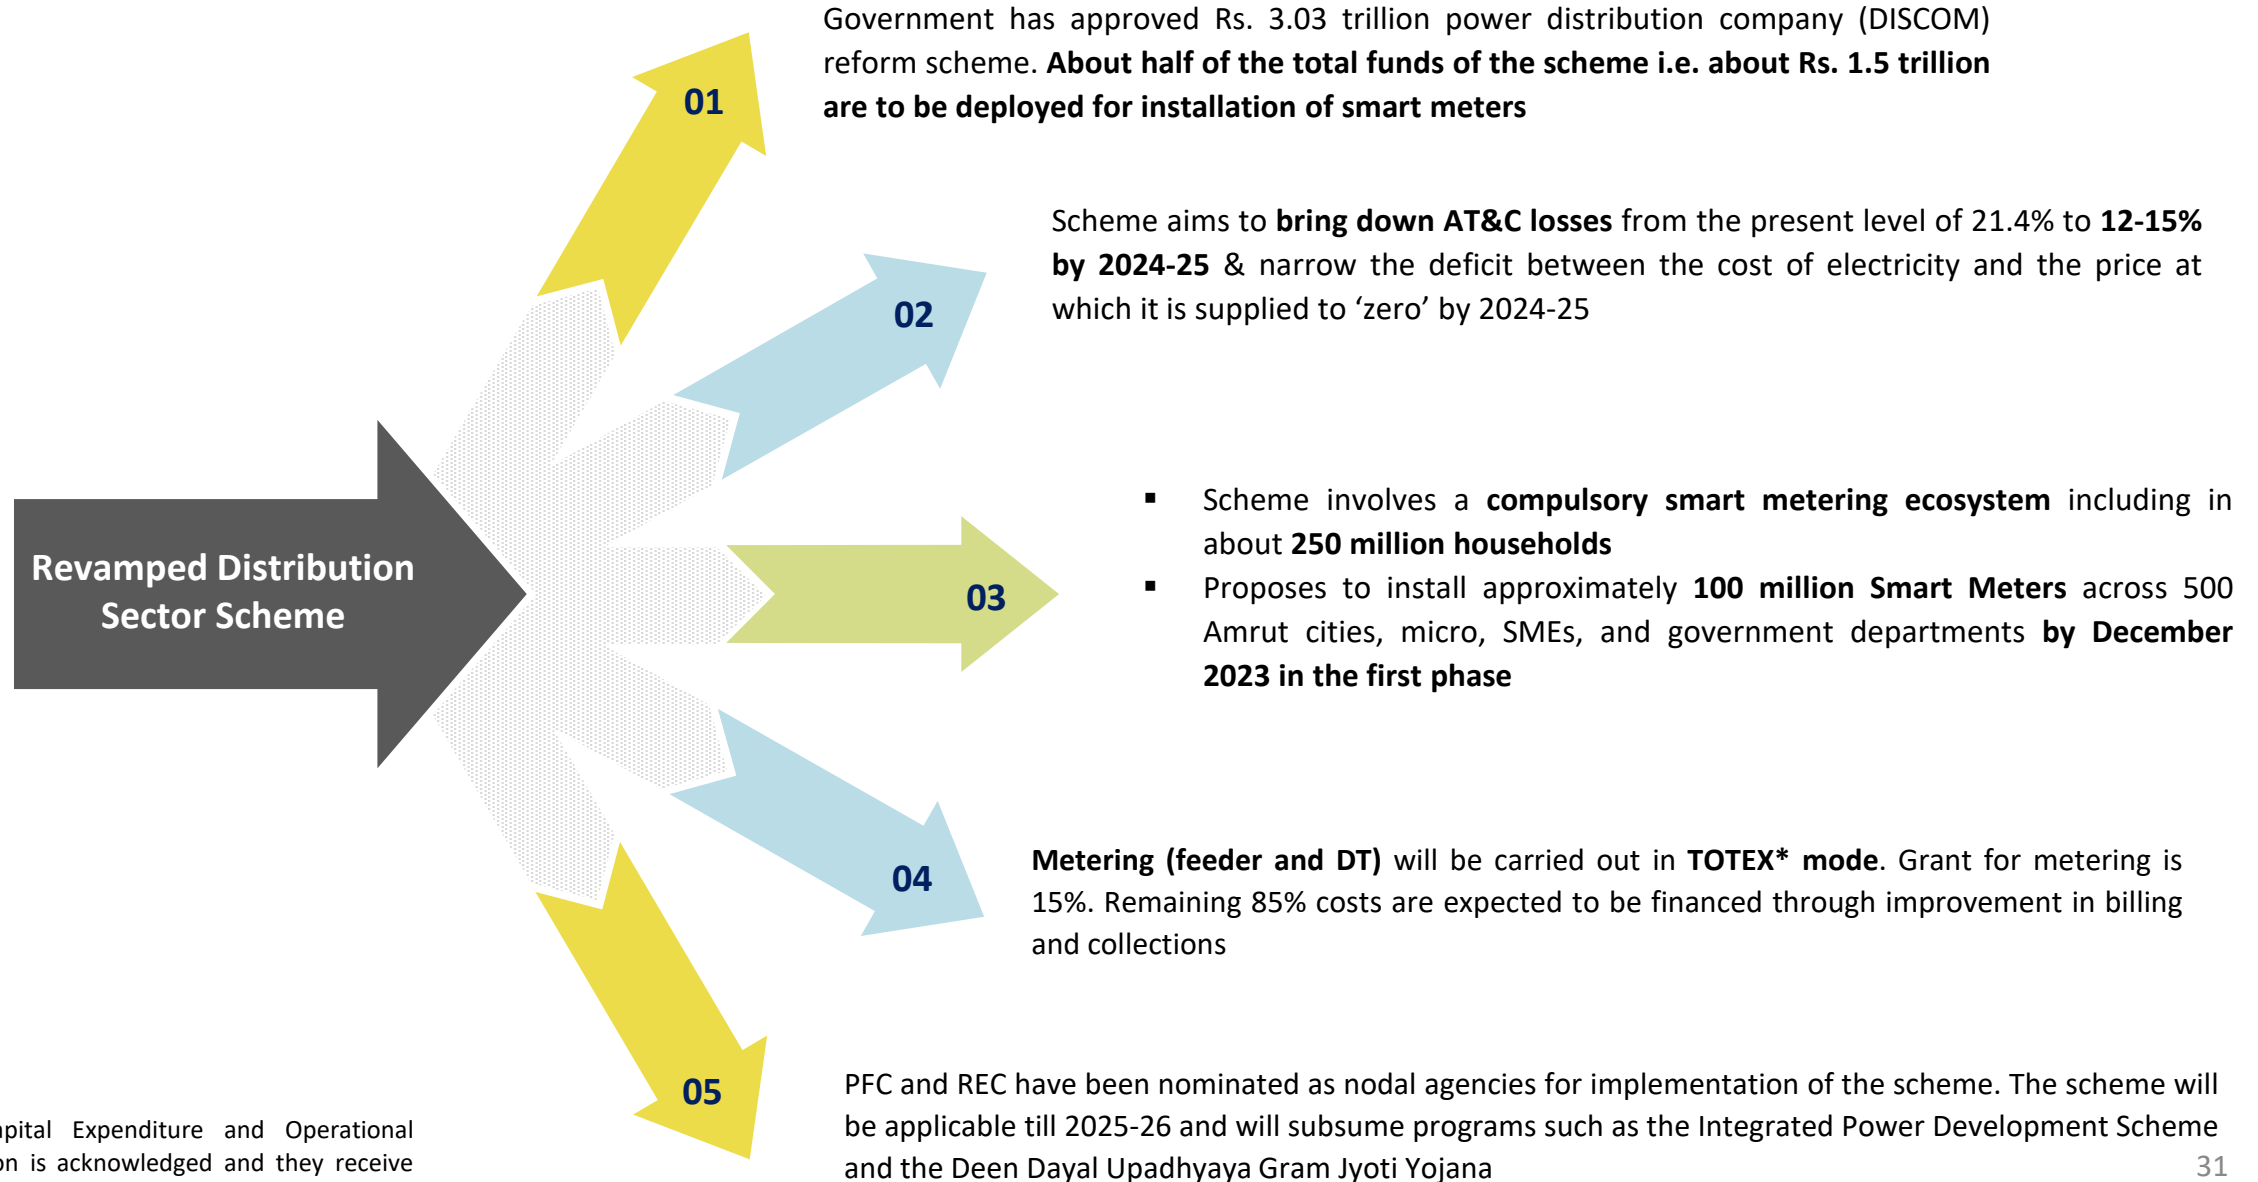 Government has approved Rs. 3.03 trillion power distribution company (DISCOM)
reform scheme. About half of the total funds of the scheme i.e. about Rs. 1.5 trillion
are to be deployed for installation of smart meters
01
Scheme aims to bring down AT&C losses from the present level of 21.4% to 12-15%
by 2024-25 & narrow the deficit between the cost of electricity and the price at
which it is supplied to ‘zero’ by 2024-25
02
Revamped Distribution
Sector Scheme
▪ Scheme involves a compulsory smart metering ecosystem including in
about 250 million households
▪ Proposes to install approximately 100 million Smart Meters across 500
Amrut cities, micro, SMEs, and government departments by December
2023 in the first phase
03
Metering (feeder and DT) will be carried out in TOTEX* mode. Grant for metering is
15%. Remaining 85% costs are expected to be financed through improvement in billing
and collections
04
PFC and REC have been nominated as nodal agencies for implementation of the scheme. The scheme will
be applicable till 2025-26 and will subsume programs such as the Integrated Power Development Scheme
and the Deen Dayal Upadhyaya Gram Jyoti Yojana
05
Expenditure and Operational
is acknowledged and they receive
31